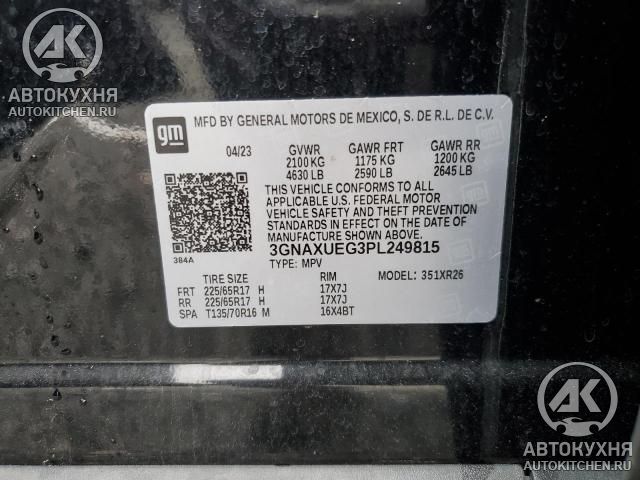 АК
АВТОКУХНЯ
AUTOKITCHEN.RU
gm
MFD BY GENERAL MOTORS DE MEXICO, S. DE R.L. DE C.V.
04/23 GVWR GAWR FRT GAWR RR
2100 KG 1175 KG 1200 KG
4630 LB 2590 LB 2645 LB
THIS VEHICLE CONFORMS TO ALL
APPLICABLE U.S. FEDERAL MOTOR
VEHICLE SAFETY AND THEFT PREVENTION
STANDARDS IN EFFECT ON THE DATE OF
MANUFACTURE SHOWN ABOVE.
384A 3GNAXUEG3PL249815
TYPE: MPV MODEL: 351XR26
TIRE SIZE RIM
FRT 225/65R17 H 17X7J
RR 225/65R17 H 17X7J
SPA T135/70R16 M 16X4BT
АК
АВТОКУХНЯ
AUTOKITCHEN.RU